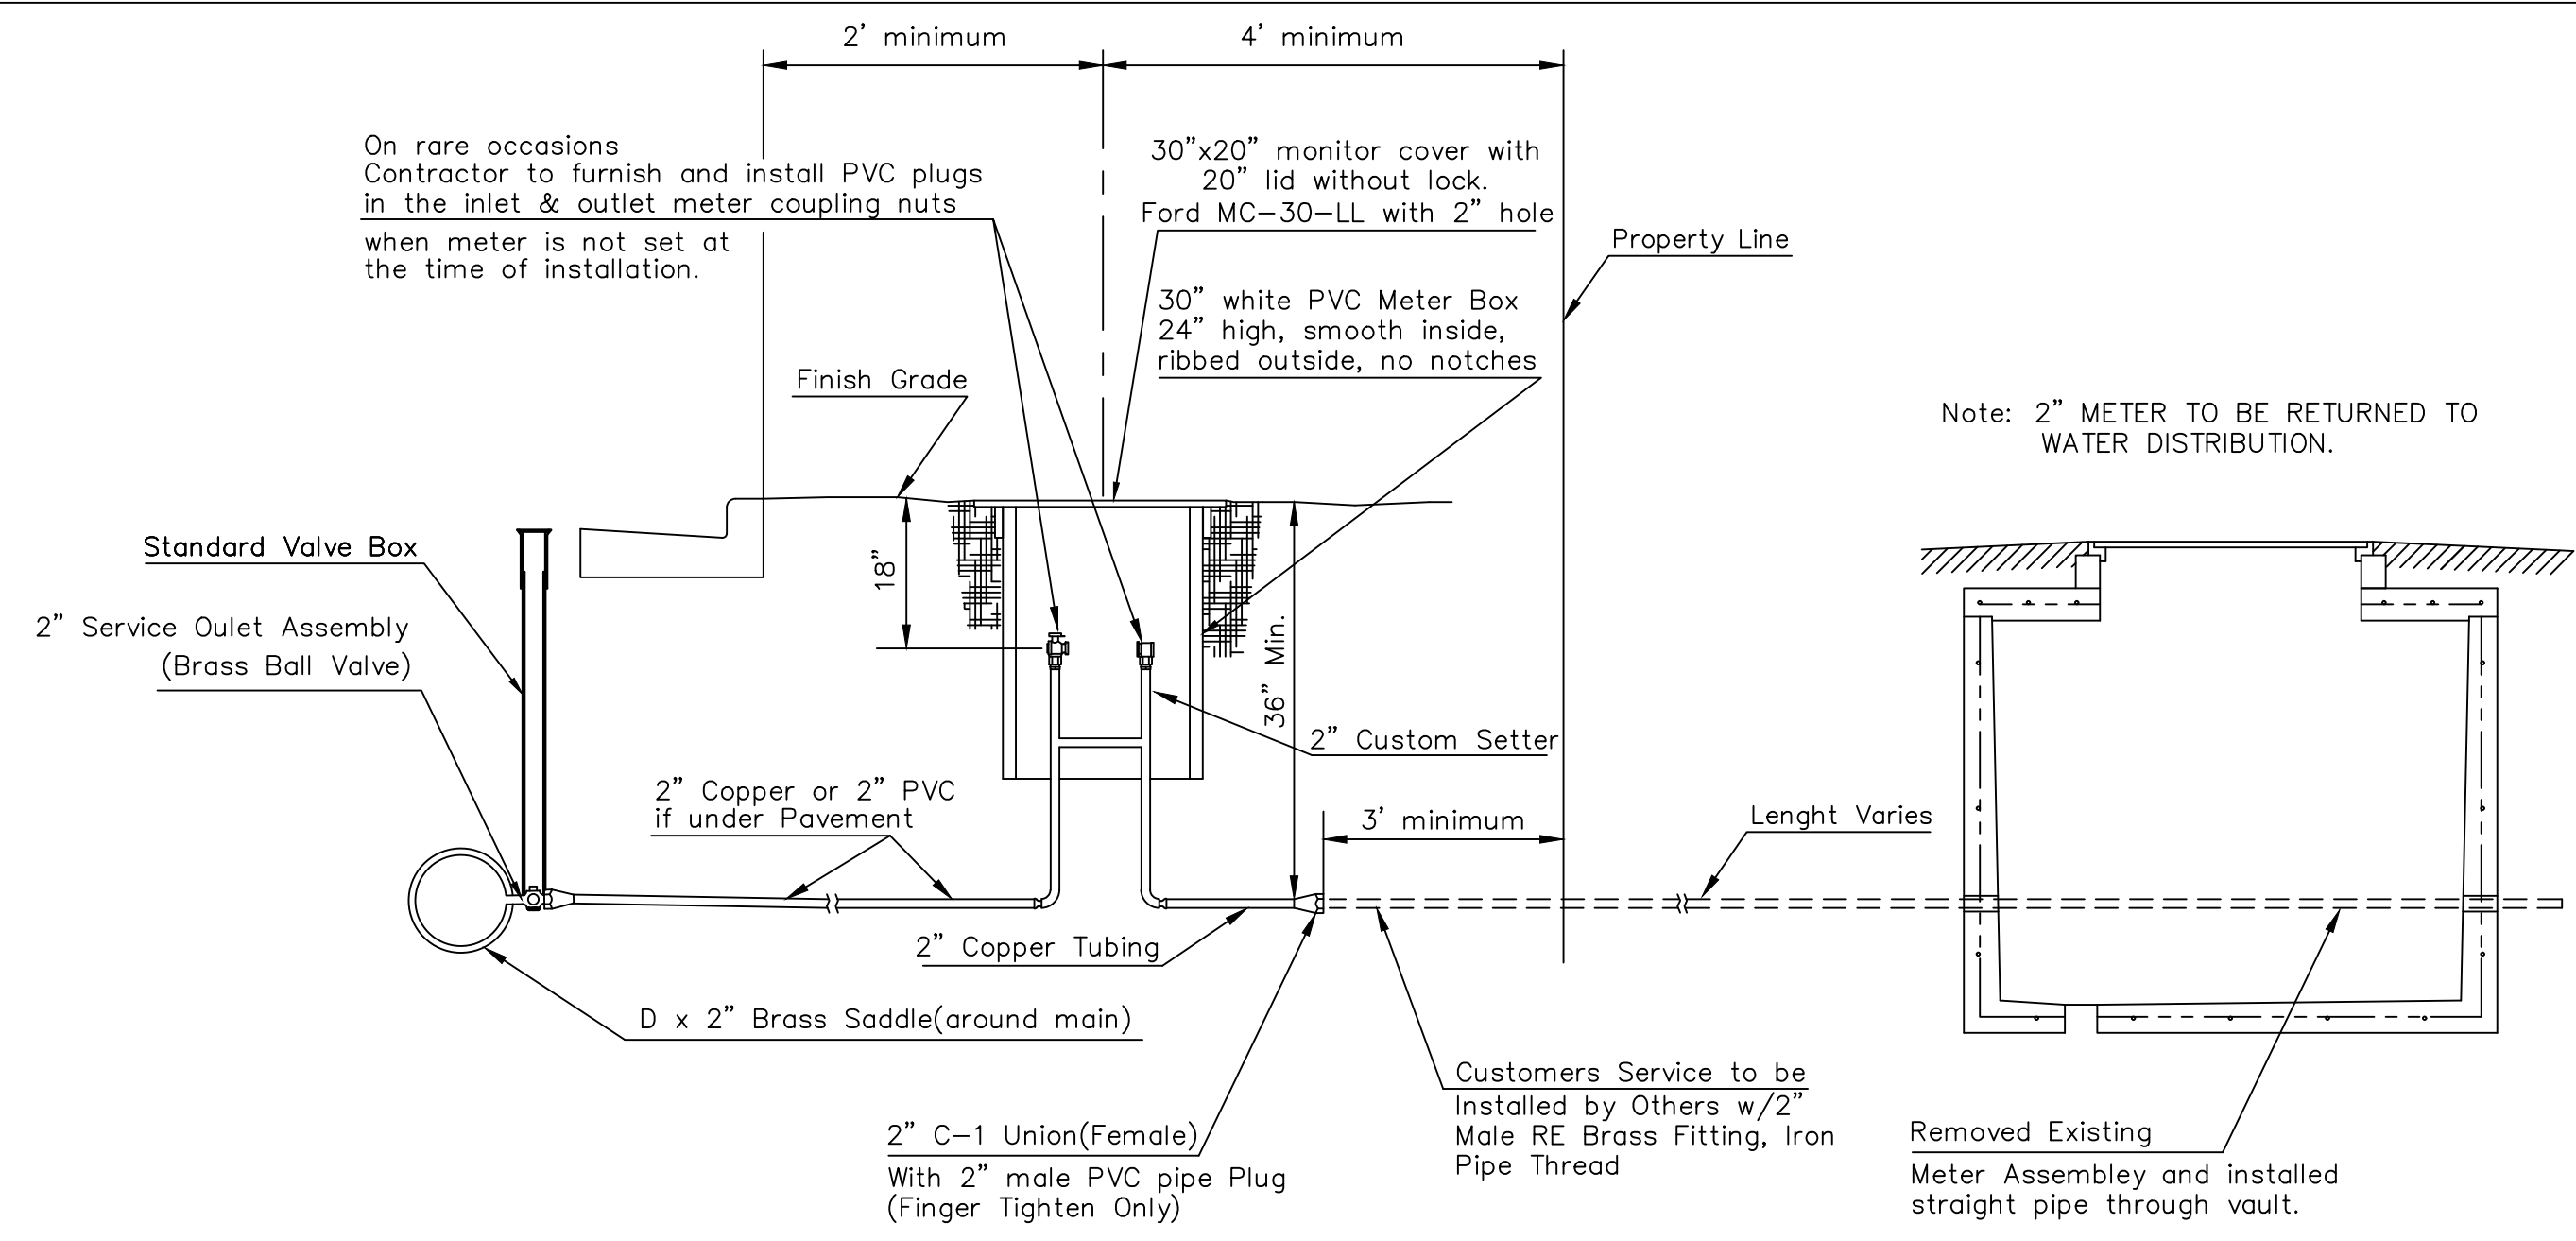 2' minimum
4' minimum
On rare occasions
Contractor to furnish and install PVC plugs
in the inlet & outlet meter coupling nuts
when meter is not set at
the time of installation.
30"x20" monitor cover with
20" lid without lock.
Ford MC-30-LL with 2" hole
Property Line
30" white PVC Meter Box
24" high, smooth inside,
ribbed outside, no notches
Finish Grade
Note: 2" METER TO BE RETURNED TO
WATER DISTRIBUTION.
Standard Valve Box
18"
2" Service Oulet Assembly
(Brass Ball Valve)
36" Min.
2" Custom Setter
2" Copper or 2" PVC
if under Pavement
3' minimum
Lenght Varies
2" Copper Tubing
D x 2" Brass Saddle(around main)
Customers Service to be
Installed by Others w/2"
Male RE Brass Fitting, Iron
Pipe Thread
2" C-1 Union(Female)
With 2" male PVC pipe Plug
(Finger Tighten Only)
Removed Existing
Meter Assembley and installed
straight pipe through vault.